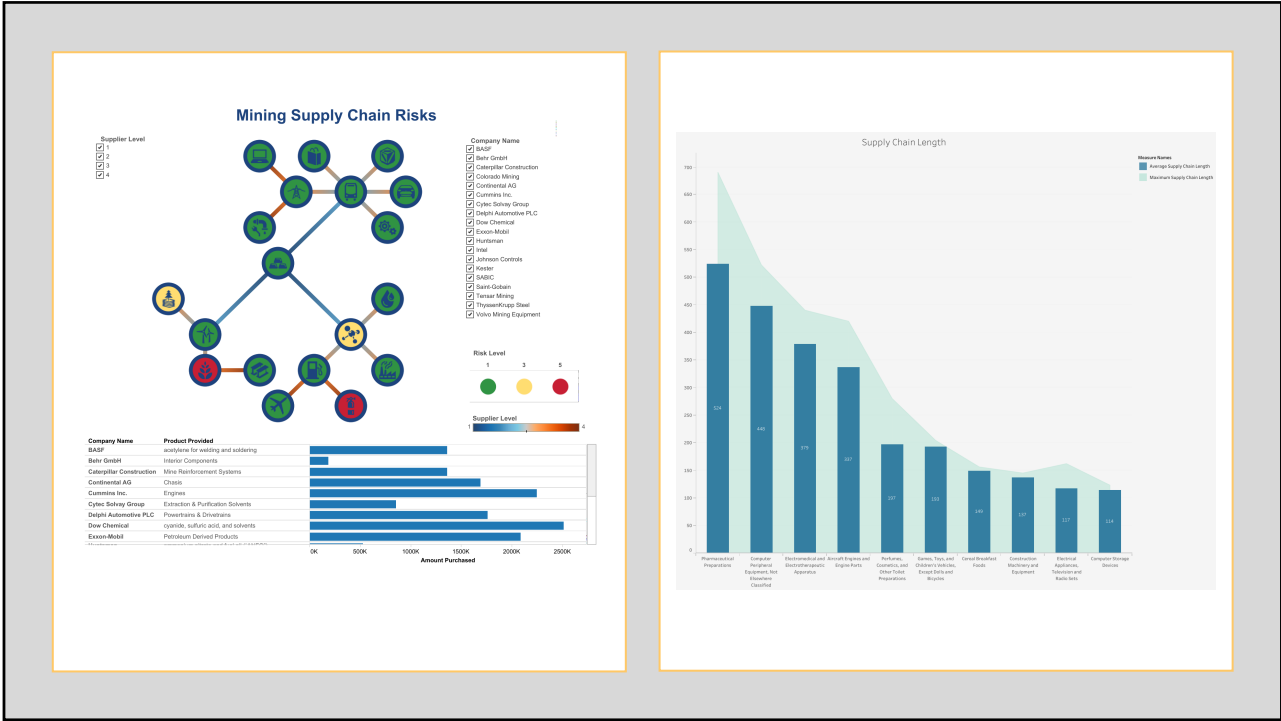 Mining Supply Chain Risks
Supplier Level
1
2
3
4
Company Name
BASF
Behr GmbH
Caterpillar Construction
Colorado Mining
Continental AG
Cummins Inc.
Cytec Solvay Group
Delphi Automotive PLC
Dow Chemical
Exxon-Mobil
Huntsman
Intel
Johnson Controls
Kester
SABIC
Saint-Gobain
Tensar Mining
ThyssenKrupp Steel
Volvo Mining Equipment
Risk Level
1 3 5
Supplier Level
1 4
Company Name Product Provided
BASF acetylene for welding and soldering
Behr GmbH Interior Components
Caterpillar Construction Mine Reinforcement Systems
Continental AG Chasis
Cummins Inc. Engines
Cytec Solvay Group Extraction & Purification Solvents
Delphi Automotive PLC Powertrains & Drivetrains
Dow Chemical cyanide, sulfuric acid, and solvents
Exxon-Mobil Petroleum Derived Products
0K 500K 1000K 1500K 2000K 2500K
Amount Purchased
Supply Chain Length
Measure Names
Average Supply Chain Length
Maximum Supply Chain Length
700
650
600
550
500
450
400
350
300
250
200
150
100
50
0
524
448
379
337
197
193
149
137
117
114
Pharmaceutical
Preparations
Computer
Peripheral
Equipment, Not
Elsewhere
Classified
Electromedical and
Electrotherapeutic
Apparatus
Aircraft Engines and
Engine Parts
Perfumes,
Cosmetics, and
Other Toilet
Preparations
Games, Toys, and
Children's Vehicles,
Except Dolls and
Bicycles
Cereal Breakfast
Foods
Construction
Machinery and
Equipment
Electrical
Appliances,
Television and
Radio Sets
Computer Storage
Devices